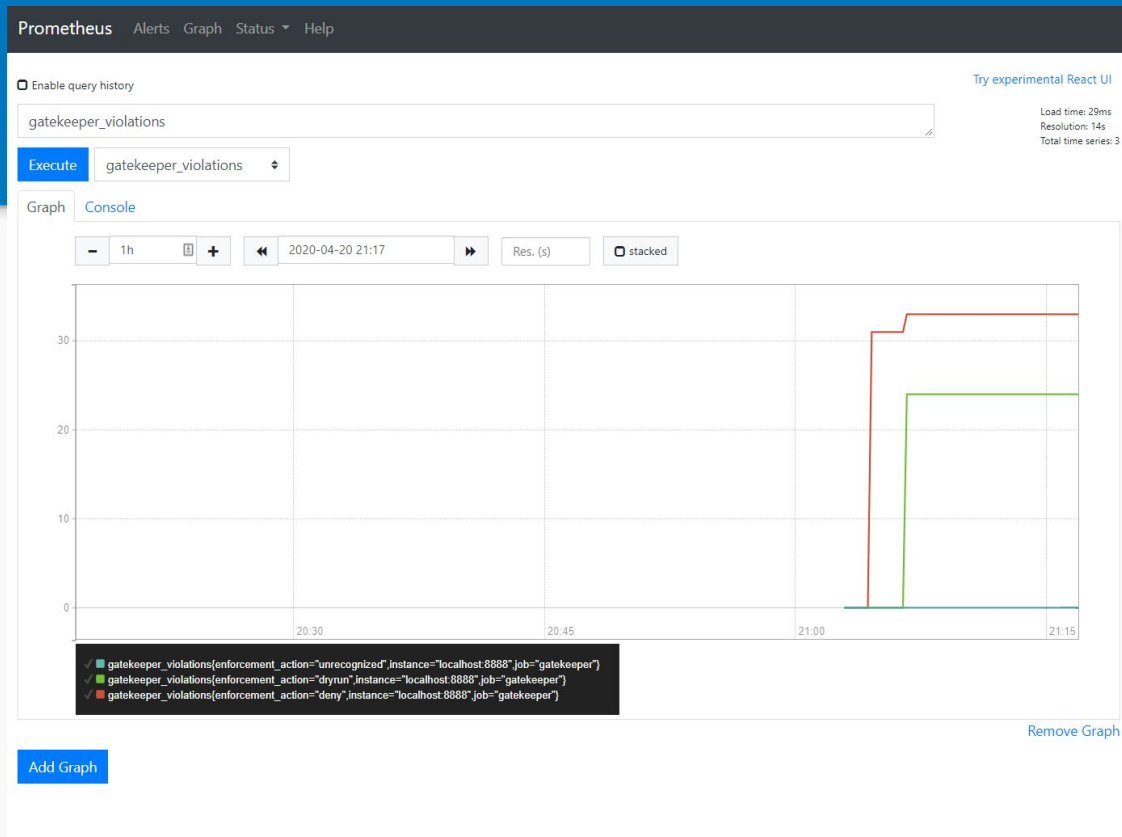 Prometheus Alerts Graph Status Help
Enable query history
Try experimental React UI
gatekeeper_violations
Load time: 29ms
Resolution: 14s
Total time series: 3
Execute gatekeeper_violations
Graph Console
- 1h + 2020-04-20 21:17 Res. (s) stacked
30
20
10
0
20:30 20:45 21:00 21:15
gatekeeper_violations{enforcement_action="unrecognized",instance="localhost:8888",job="gatekeeper"}
gatekeeper_violations{enforcement_action="dryrun",instance="localhost:8888",job="gatekeeper"}
gatekeeper_violations{enforcement_action="deny",instance="localhost:8888",job="gatekeeper"}
Remove Graph
Add Graph